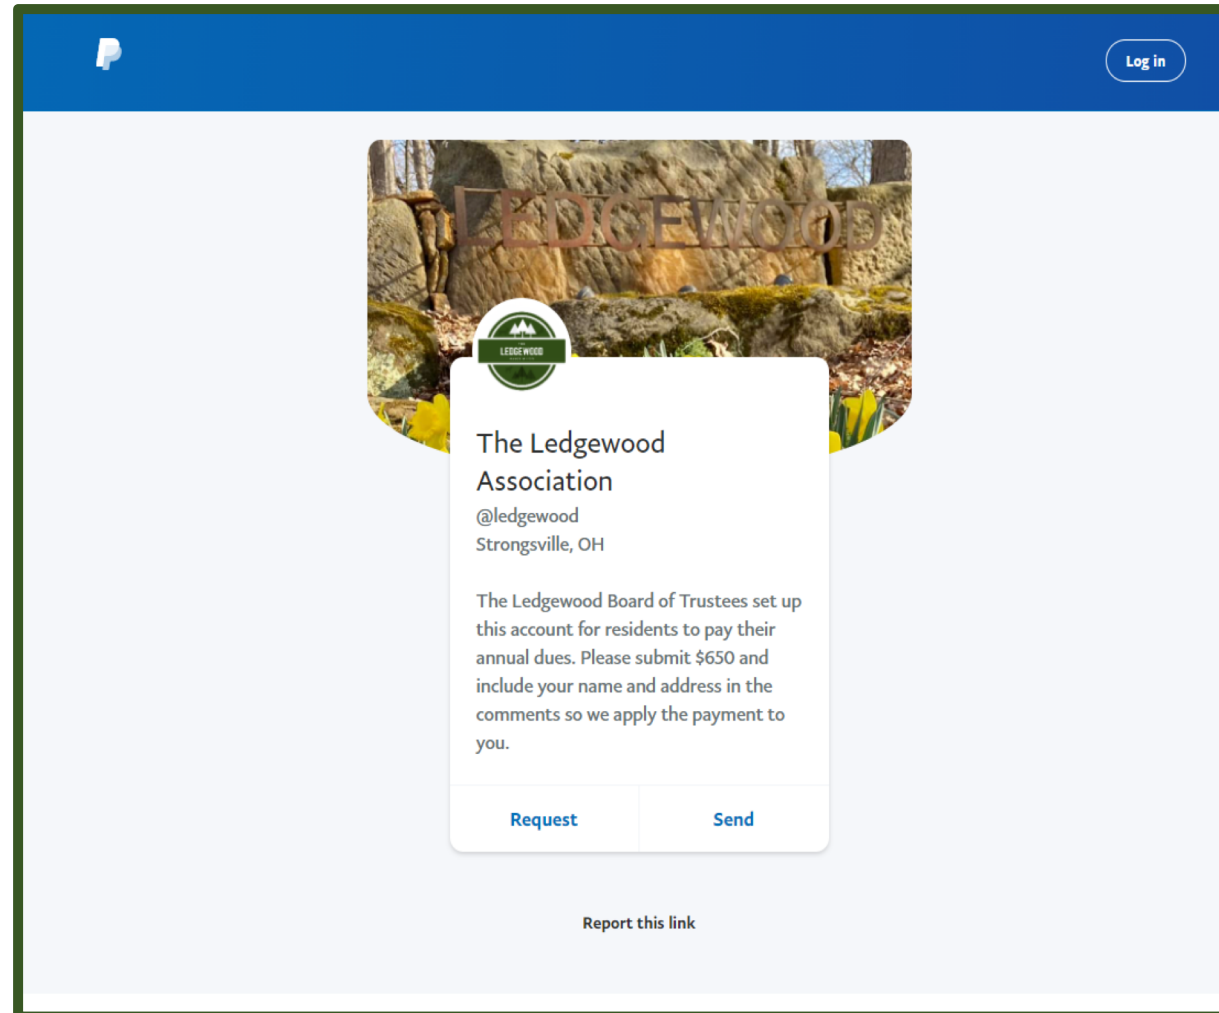 Log in
LEDGEWOOD
THE
LEDGEWOOD
The Ledgewood
Association
@ledgewood
Strongsville, OH
The Ledgewood Board of Trustees set up
this account for residents to pay their
annual dues. Please submit $650 and
include your name and address in the
comments so we apply the payment to
you.
Request
Send
Report this link